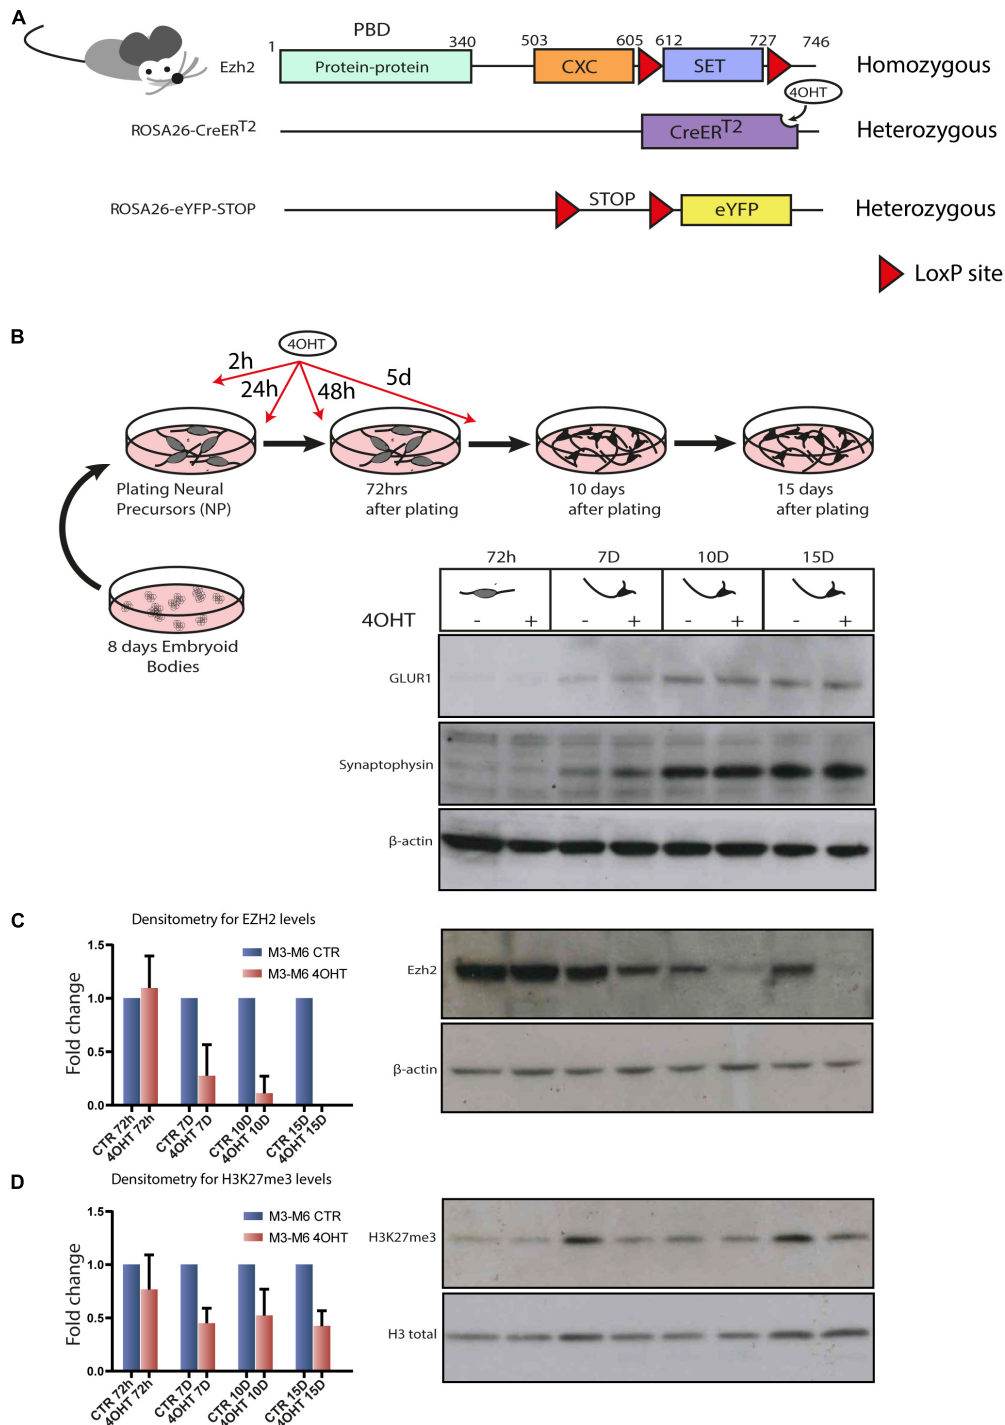 A
PBD
1 340 503 605 612 727 746
Ezh2 Protein-protein CXC SET Homozygous
4OHT
ROSA26-CreERT2 CreERT2 Heterozygous
ROSA26-eYFP-STOP STOP eYFP Heterozygous
LoxP site
B
4OHT
2h 24h 48h 5d
Plating Neural
Precursors (NP)
72hrs
after plating
10 days
after plating
15 days
after plating
8 days Embryoid
Bodies
72h 7D 10D 15D
4OHT - + - + - + - +
GLUR1
Synaptophysin
β-actin
C
Densitometry for EZH2 levels
M3-M6 CTR
M3-M6 4OHT
Fold change
1.5
1.0
0.5
0.0
CTR 72h
4OHT 72h
CTR 7D
4OHT 7D
CTR 10D
4OHT 10D
CTR 15D
4OHT 15D
Ezh2
β-actin
D
Densitometry for H3K27me3 levels
M3-M6 CTR
M3-M6 4OHT
Fold change
1.5
1.0
0.5
0.0
CTR 72h
4OHT 72h
CTR 7D
4OHT 7D
CTR 10D
4OHT 10D
CTR 15D
4OHT 15D
H3K27me3
H3 total